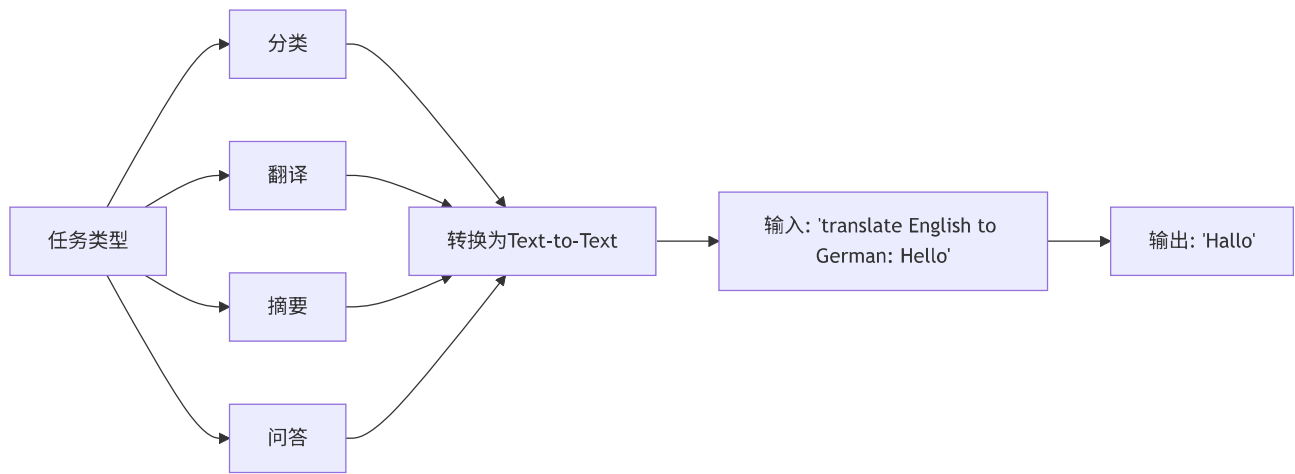 任务类型
分类
翻译
摘要
问答
转换为Text-to-Text
输入: 'translate English to
German: Hello'
输出: 'Hallo'